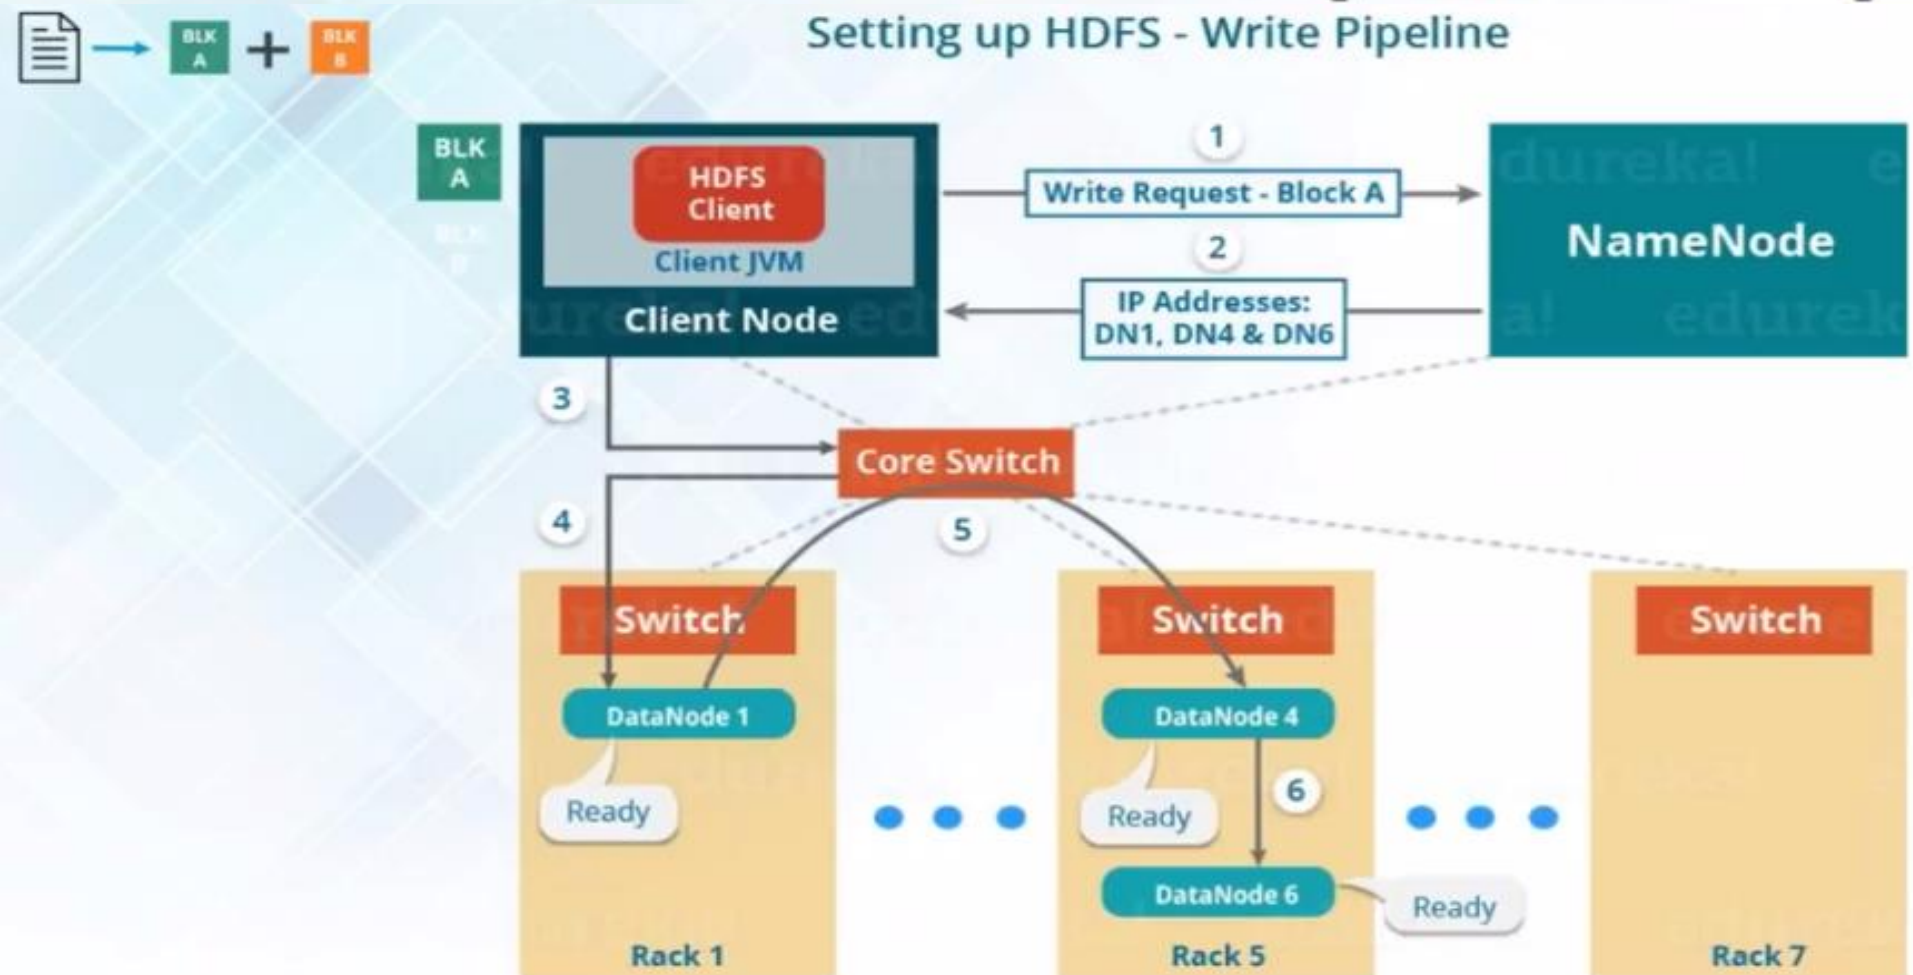 Setting up HDFS - Write Pipeline
BLK
A
BLK
B
BLK
A
HDFS
Client
Client JVM
Client Node
1
Write Request - Block A
2
IP Addresses:
DN1, DN4 & DN6
edureka!
NameNode
edurek
3
Core Switch
4
5
Switch
Switch
Switch
DataNode 1
DataNode 4
Ready
Ready
6
DataNode 6
Ready
Rack 1
Rack 5
Rack 7